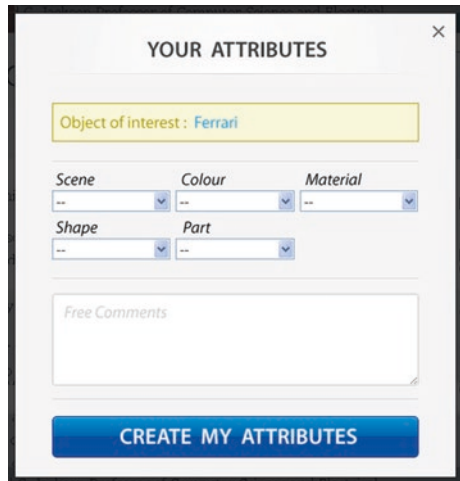 YOUR ATTRIBUTES
×
Object of interest : Ferrari
Scene Colour Material
-- -- --
Shape Part
-- --
Free Comments
CREATE MY ATTRIBUTES